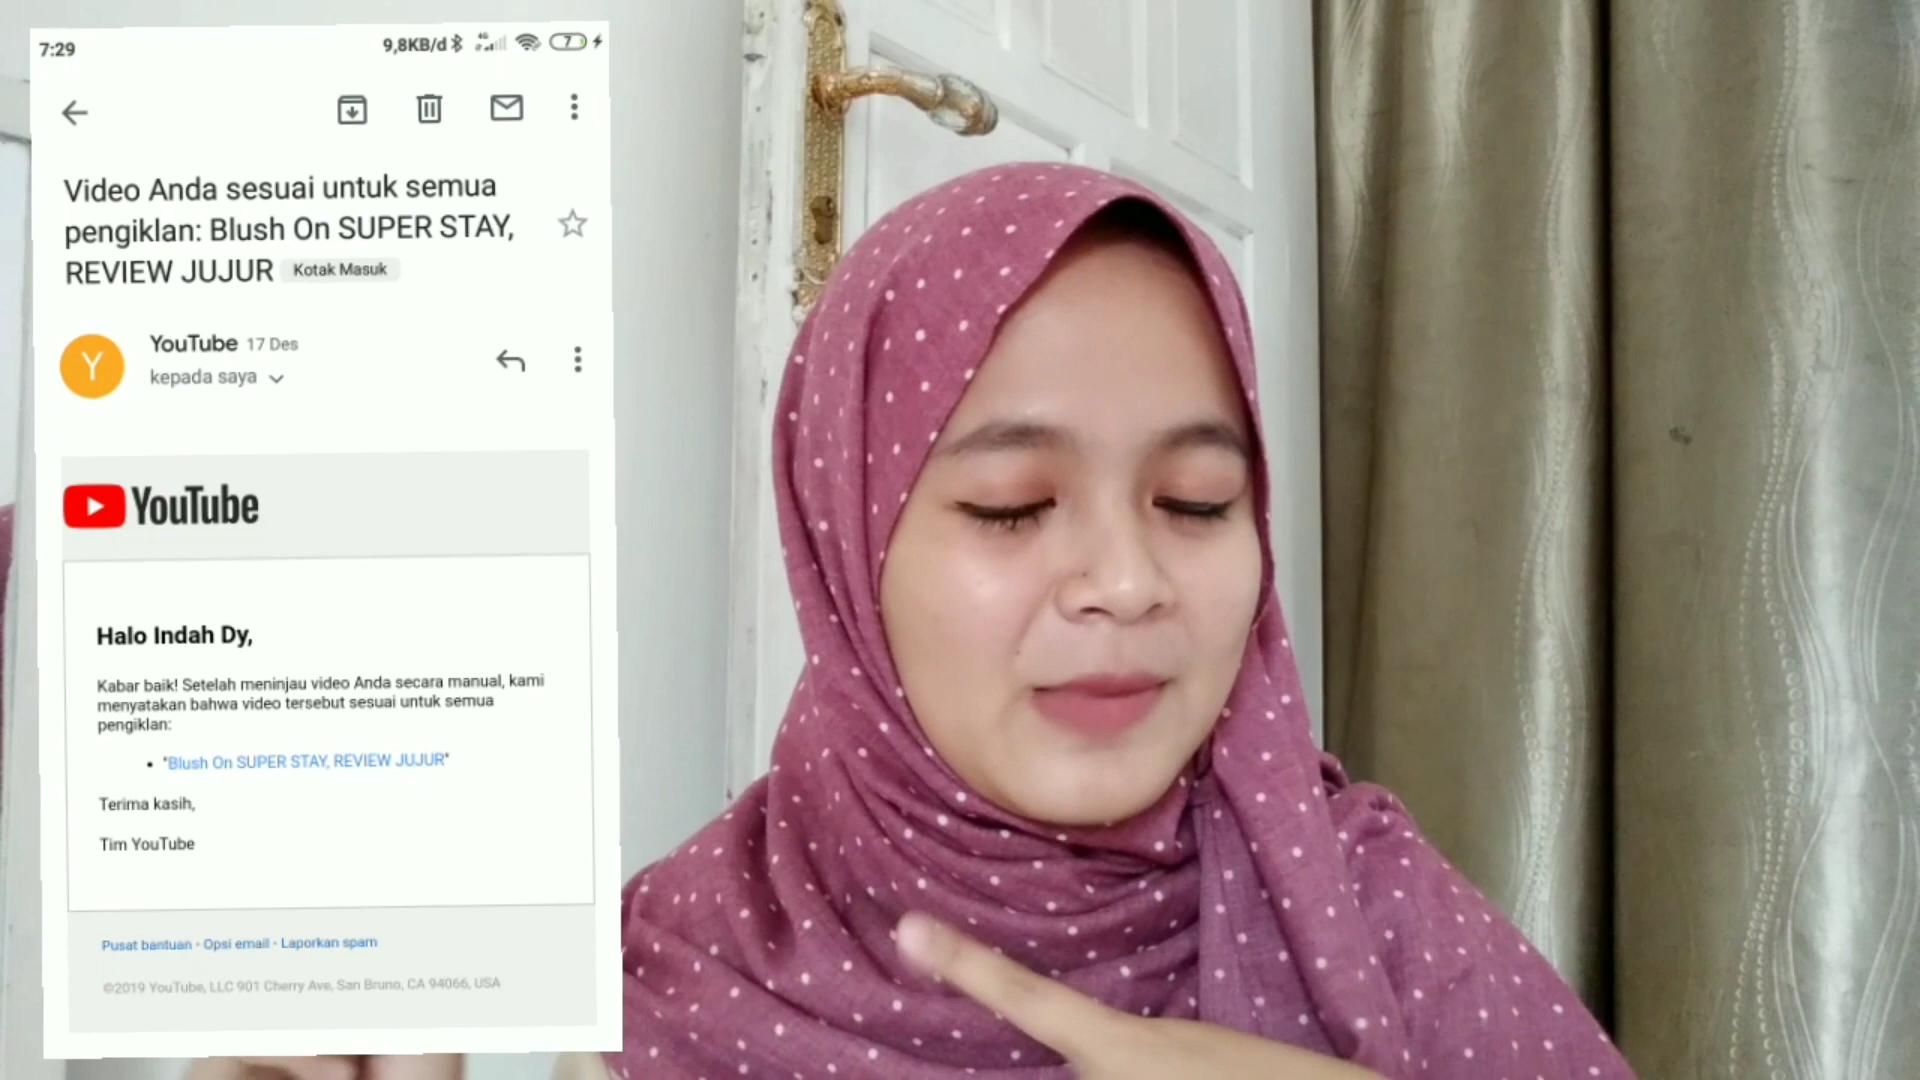 7:29
9,8KB/d
4G
7
Video Anda sesuai untuk semua
pengiklan: Blush On SUPER STAY,
REVIEW JUJUR Kotak Masuk
Y
YouTube 17 Des
kepada saya
YouTube
Halo Indah Dy,
Kabar baik! Setelah meninjau video Anda secara manual, kami
menyatakan bahwa video tersebut sesuai untuk semua
pengiklan:
• "Blush On SUPER STAY, REVIEW JUJUR"
Terima kasih,
Tim YouTube
Pusat bantuan • Opsi email • Laporkan spam
©2019 YouTube, LLC 901 Cherry Ave, San Bruno, CA 94066, USA